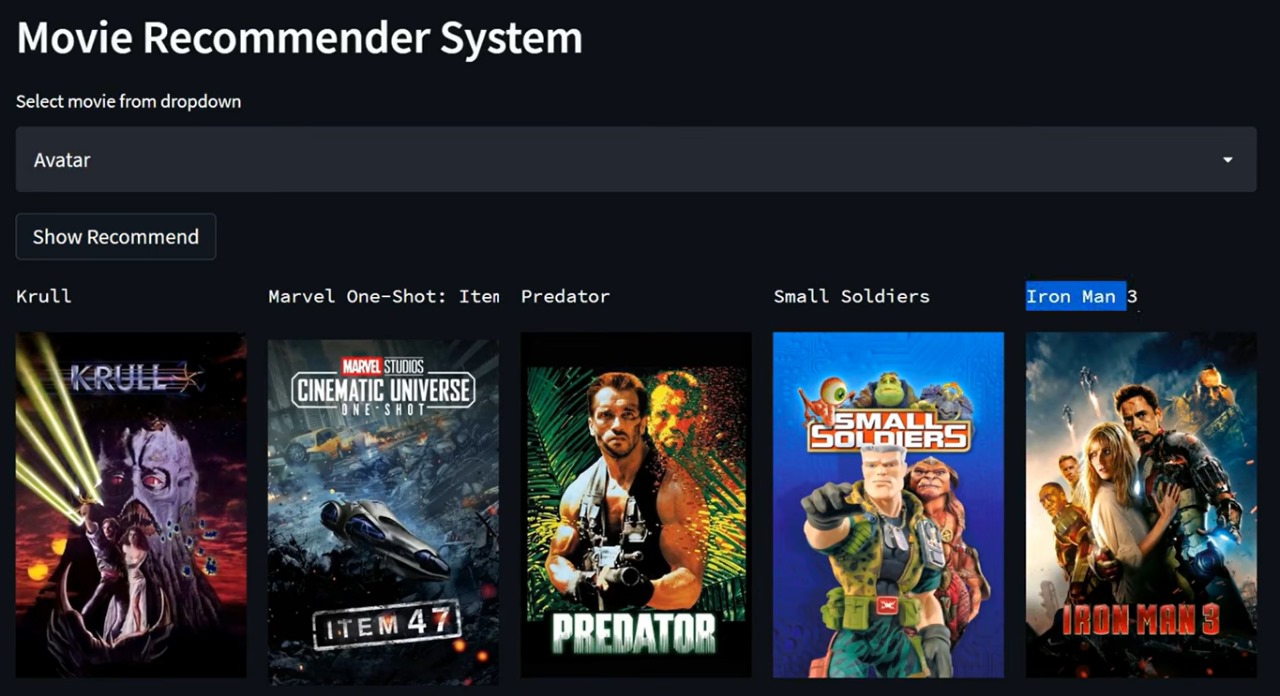 Movie Recommender System
Select movie from dropdown
Avatar
Show Recommend
Krull
Marvel One-Shot: Item
Predator
Small Soldiers
Iron Man 3
KRULL
MARVEL STUDIOS
CINEMATIC UNIVERSE
ONE-SHOT
ITEM 47
PREDATOR
SMALL
SOLDIERS
IRON MAN 3